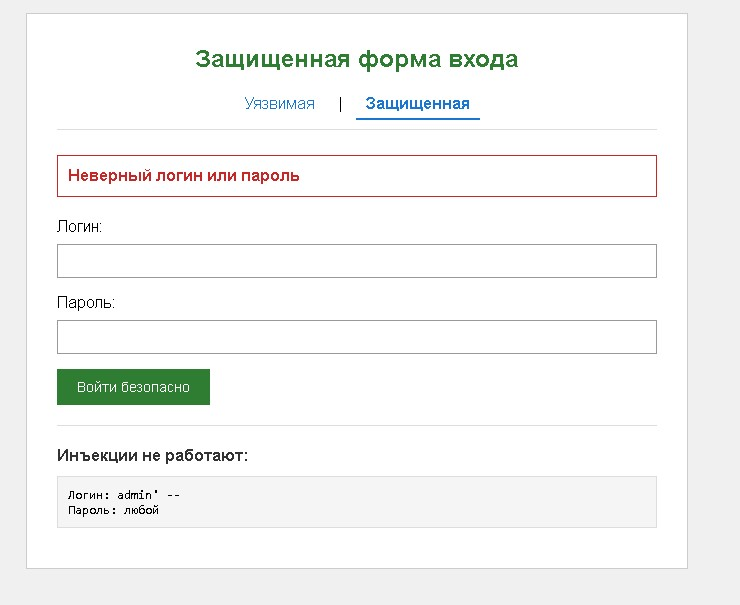 Защищенная форма входа
Уязвимая | Защищенная
Неверный логин или пароль
Логин:
Пароль:
Войти безопасно
Инъекции не работают:
Логин: admin' --
Пароль: любой